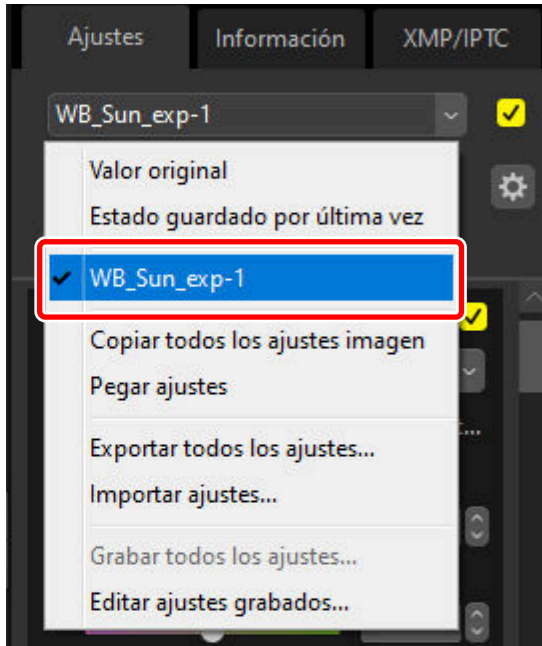 Ajustes Información XMP/IPTC
WB_Sun_exp-1
Valor original
Estado guardado por última vez
WB_Sun_exp-1
Copiar todos los ajustes imagen
Pegar ajustes
Exportar todos los ajustes...
Importar ajustes...
Grabar todos los ajustes...
Editar ajustes grabados...